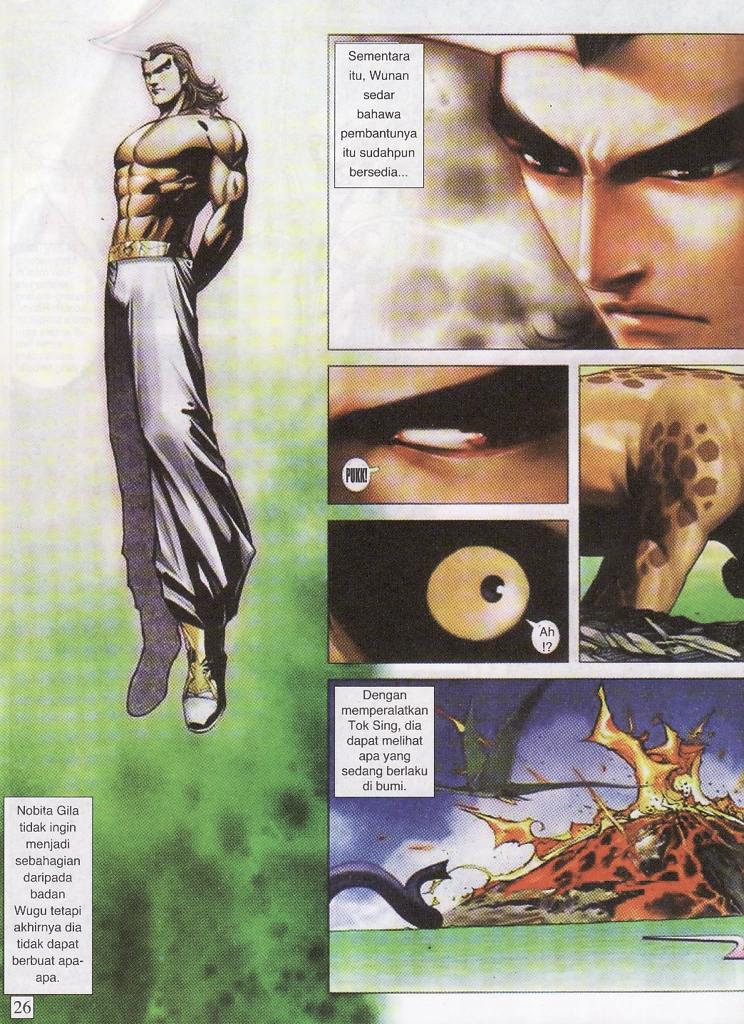 Sementara
itu, Wunan
sedar
bahawa
pembantunya
itu sudahpun
bersedia...
PUKK!
Ah
!?
Dengan
memperalatkan
Tok Sing, dia
dapat melihat
apa yang
sedang berlaku
di bumi.
Nobita Gila
tidak ingin
menjadi
sebahagian
daripada
badan
Wugu tetapi
akhirnya dia
tidak dapat
berbuat apa-
apa.
26